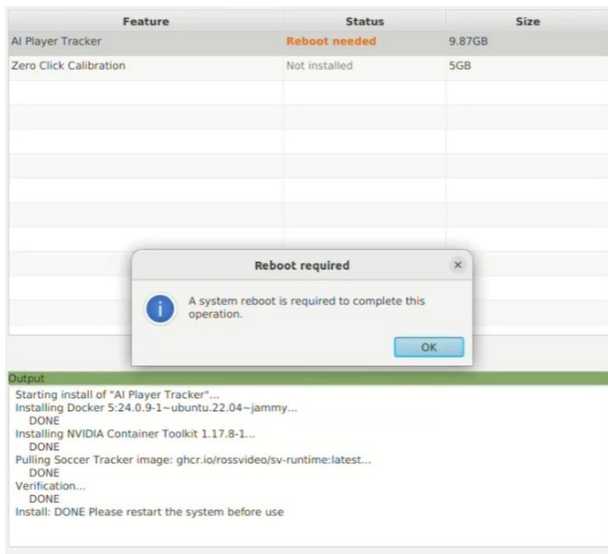 Feature Status Size
AI Player Tracker Reboot needed 9.87GB
Zero Click Calibration Not installed 5GB
Reboot required
A system reboot is required to complete this
operation.
OK
Output
Starting install of "AI Player Tracker"...
Installing Docker 5:24.0.9-1~ubuntu.22.04~jammy...
DONE
Installing NVIDIA Container Toolkit 1.17.8-1...
DONE
Pulling Soccer Tracker image: ghcr.io/rossvideo/sv-runtime:latest...
DONE
Verification...
DONE
Install: DONE Please restart the system before use